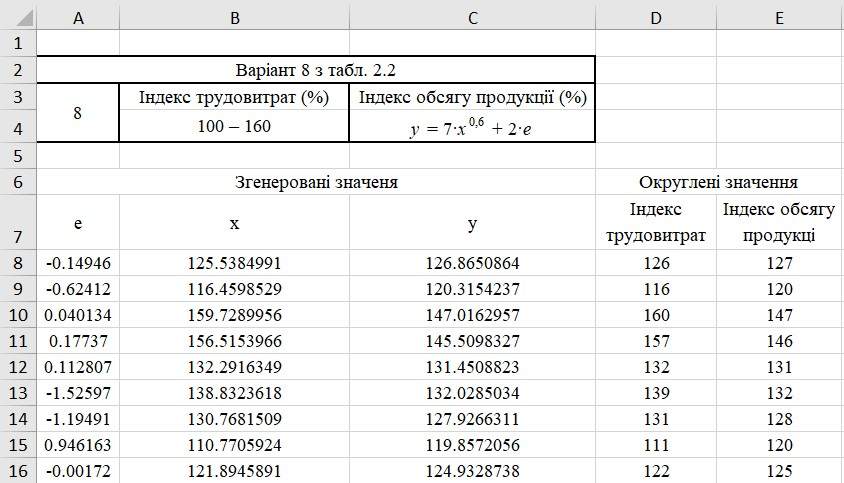 A B C D E
1
2 Варіант 8 з табл. 2.2
3 Індекс трудовитрат (%) Індекс обсягу продукції (%)
8
4 100 – 160 y = 7·x^0,6 + 2·e
5
6 Згенеровані значеня Округлені значення
7 e x y Індекс трудовитрат Індекс обсягу продукці
8 -0.14946 125.5384991 126.8650864 126 127
9 -0.62412 116.4598529 120.3154237 116 120
10 0.040134 159.7289956 147.0162957 160 147
11 0.17737 156.5153966 145.5098327 157 146
12 0.112807 132.2916349 131.4508823 132 131
13 -1.52597 138.8323618 132.0285034 139 132
14 -1.19491 130.7681509 127.9266311 131 128
15 0.946163 110.7705924 119.8572056 111 120
16 -0.00172 121.8945891 124.9328738 122 125